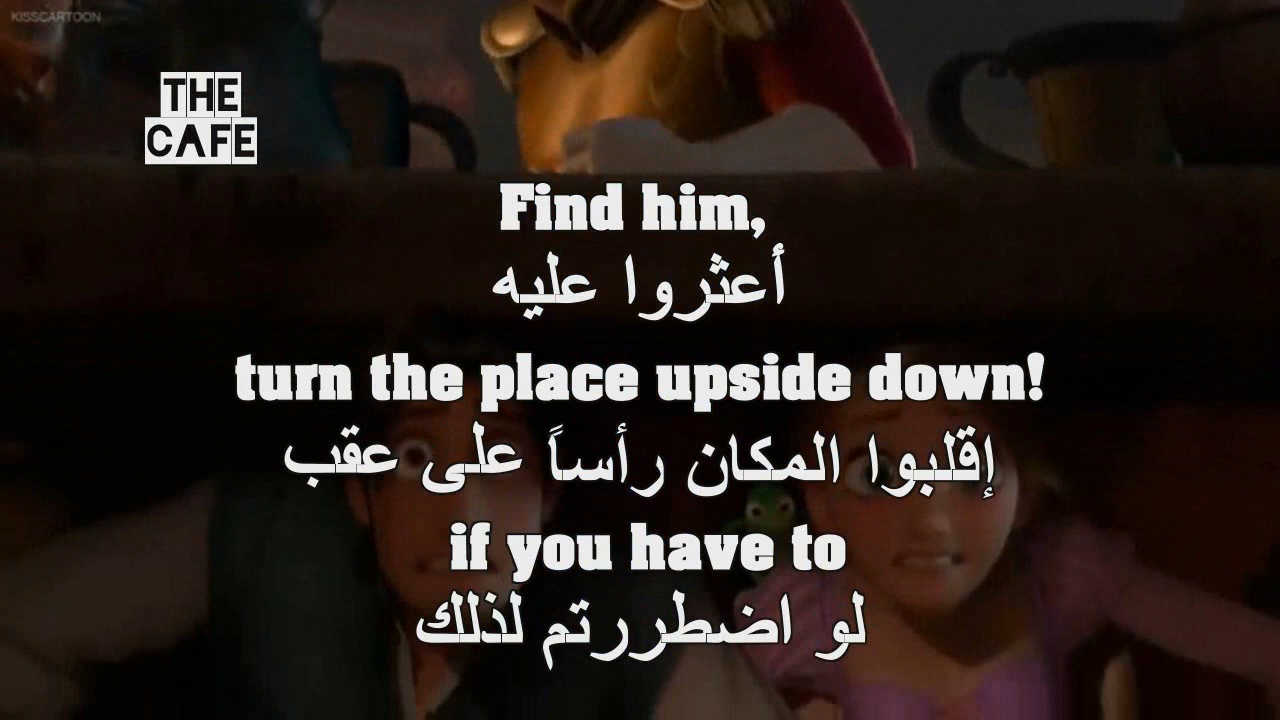 KISSCARTOON
THE
CAFE
Find him,
أعثروا عليه
turn the place upside down!
إقلبوا المكان رأساً على عقب
if you have to
لو اضطررتم لذلك